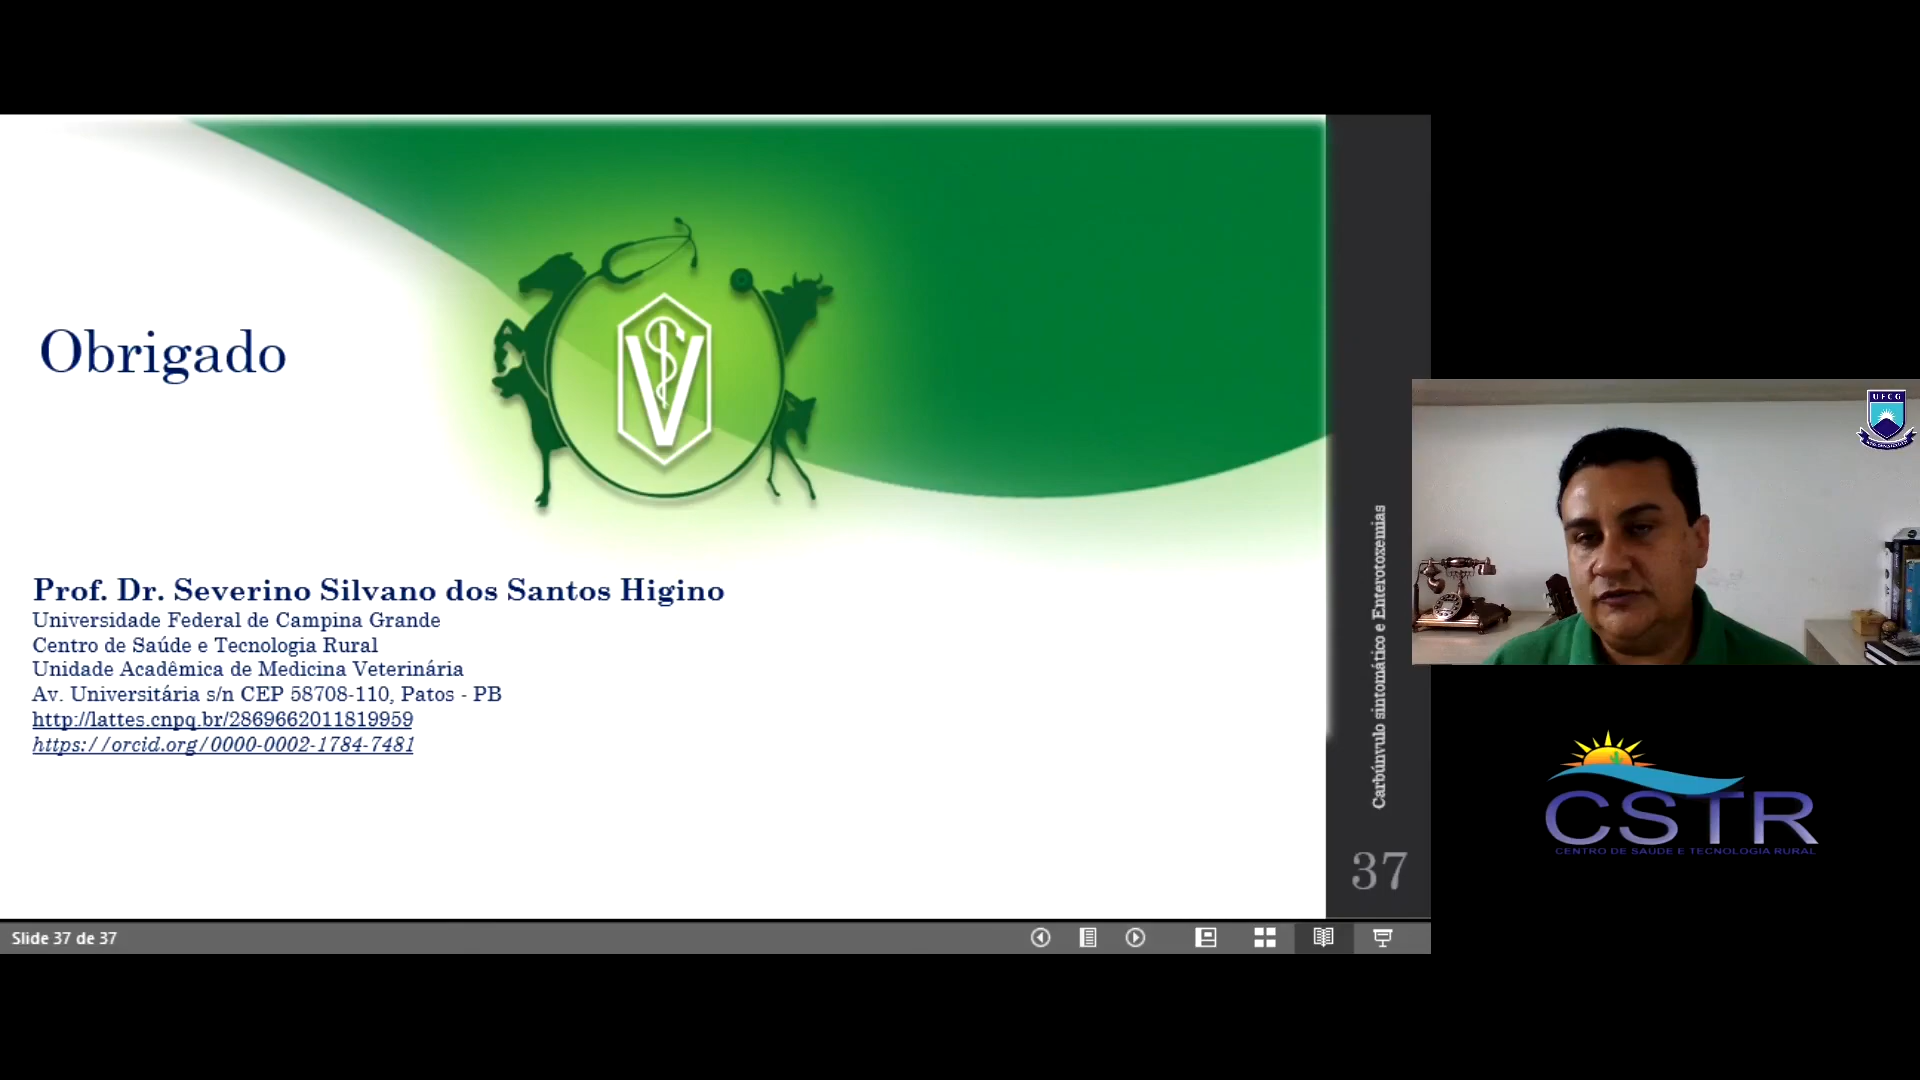 Obrigado
Prof. Dr. Severino Silvano dos Santos Higino
Universidade Federal de Campina Grande
Centro de Saúde e Tecnologia Rural
Unidade Acadêmica de Medicina Veterinária
Av. Universitária s/n CEP 58708-110, Patos - PB
http://lattes.cnpq.br/2869662011819959
https://orcid.org/0000-0002-1784-7481
Carbúnvulo sintomático e Enterotoxemias
37
Slide 37 de 37
UFCG
CSTR
CENTRO DE SAÚDE E TECNOLOGIA RURAL